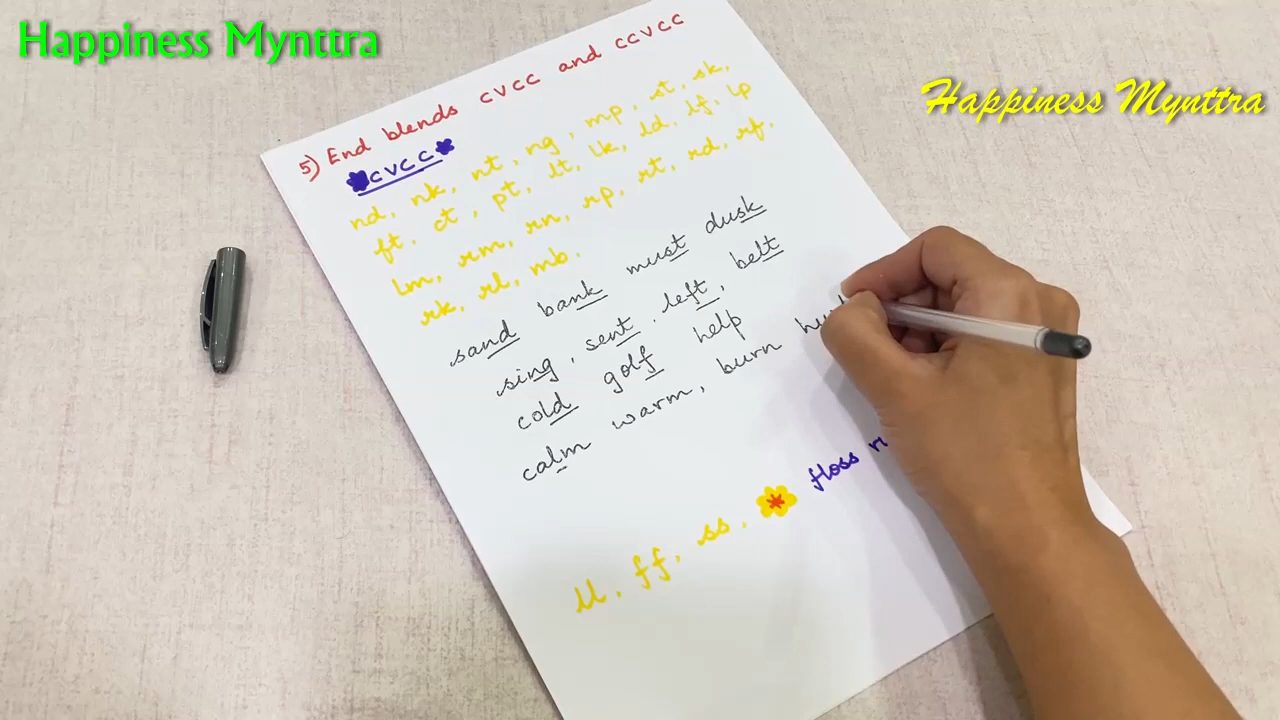 Happiness Mynttra
Happiness Mynttra
5) End blends CVCC and CCVCC
CVCC
nd, nk, nt, ng, mp, st, sk,
ft, ct, pt, lt, lk, ld, lf, lp
lm, rm, rn, rp, rt, rd, rf,
rk, rl, mb.
sand bank must dusk
sing, sent, left, belt
cold golf help
calm warm, burn
ll, ff, ss, floss